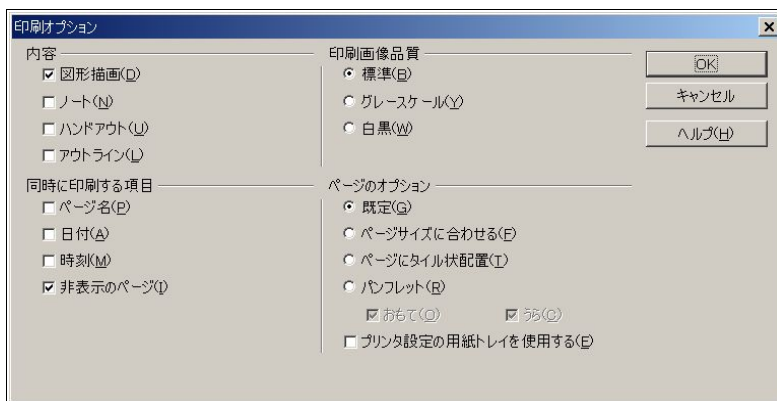 印刷オプション
内容
図形描画(D)
ノート(N)
ハンドアウト(U)
アウトライン(L)
同時に印刷する項目
ページ名(P)
日付(A)
時刻(M)
非表示のページ(I)
印刷画像品質
標準(B)
グレースケール(Y)
白黒(W)
ページのオプション
既定(G)
ページサイズに合わせる(F)
ページにタイル状配置(T)
パンフレット(R)
おもて(O) うら(C)
プリンタ設定の用紙トレイを使用する(E)
OK
キャンセル
ヘルプ(H)